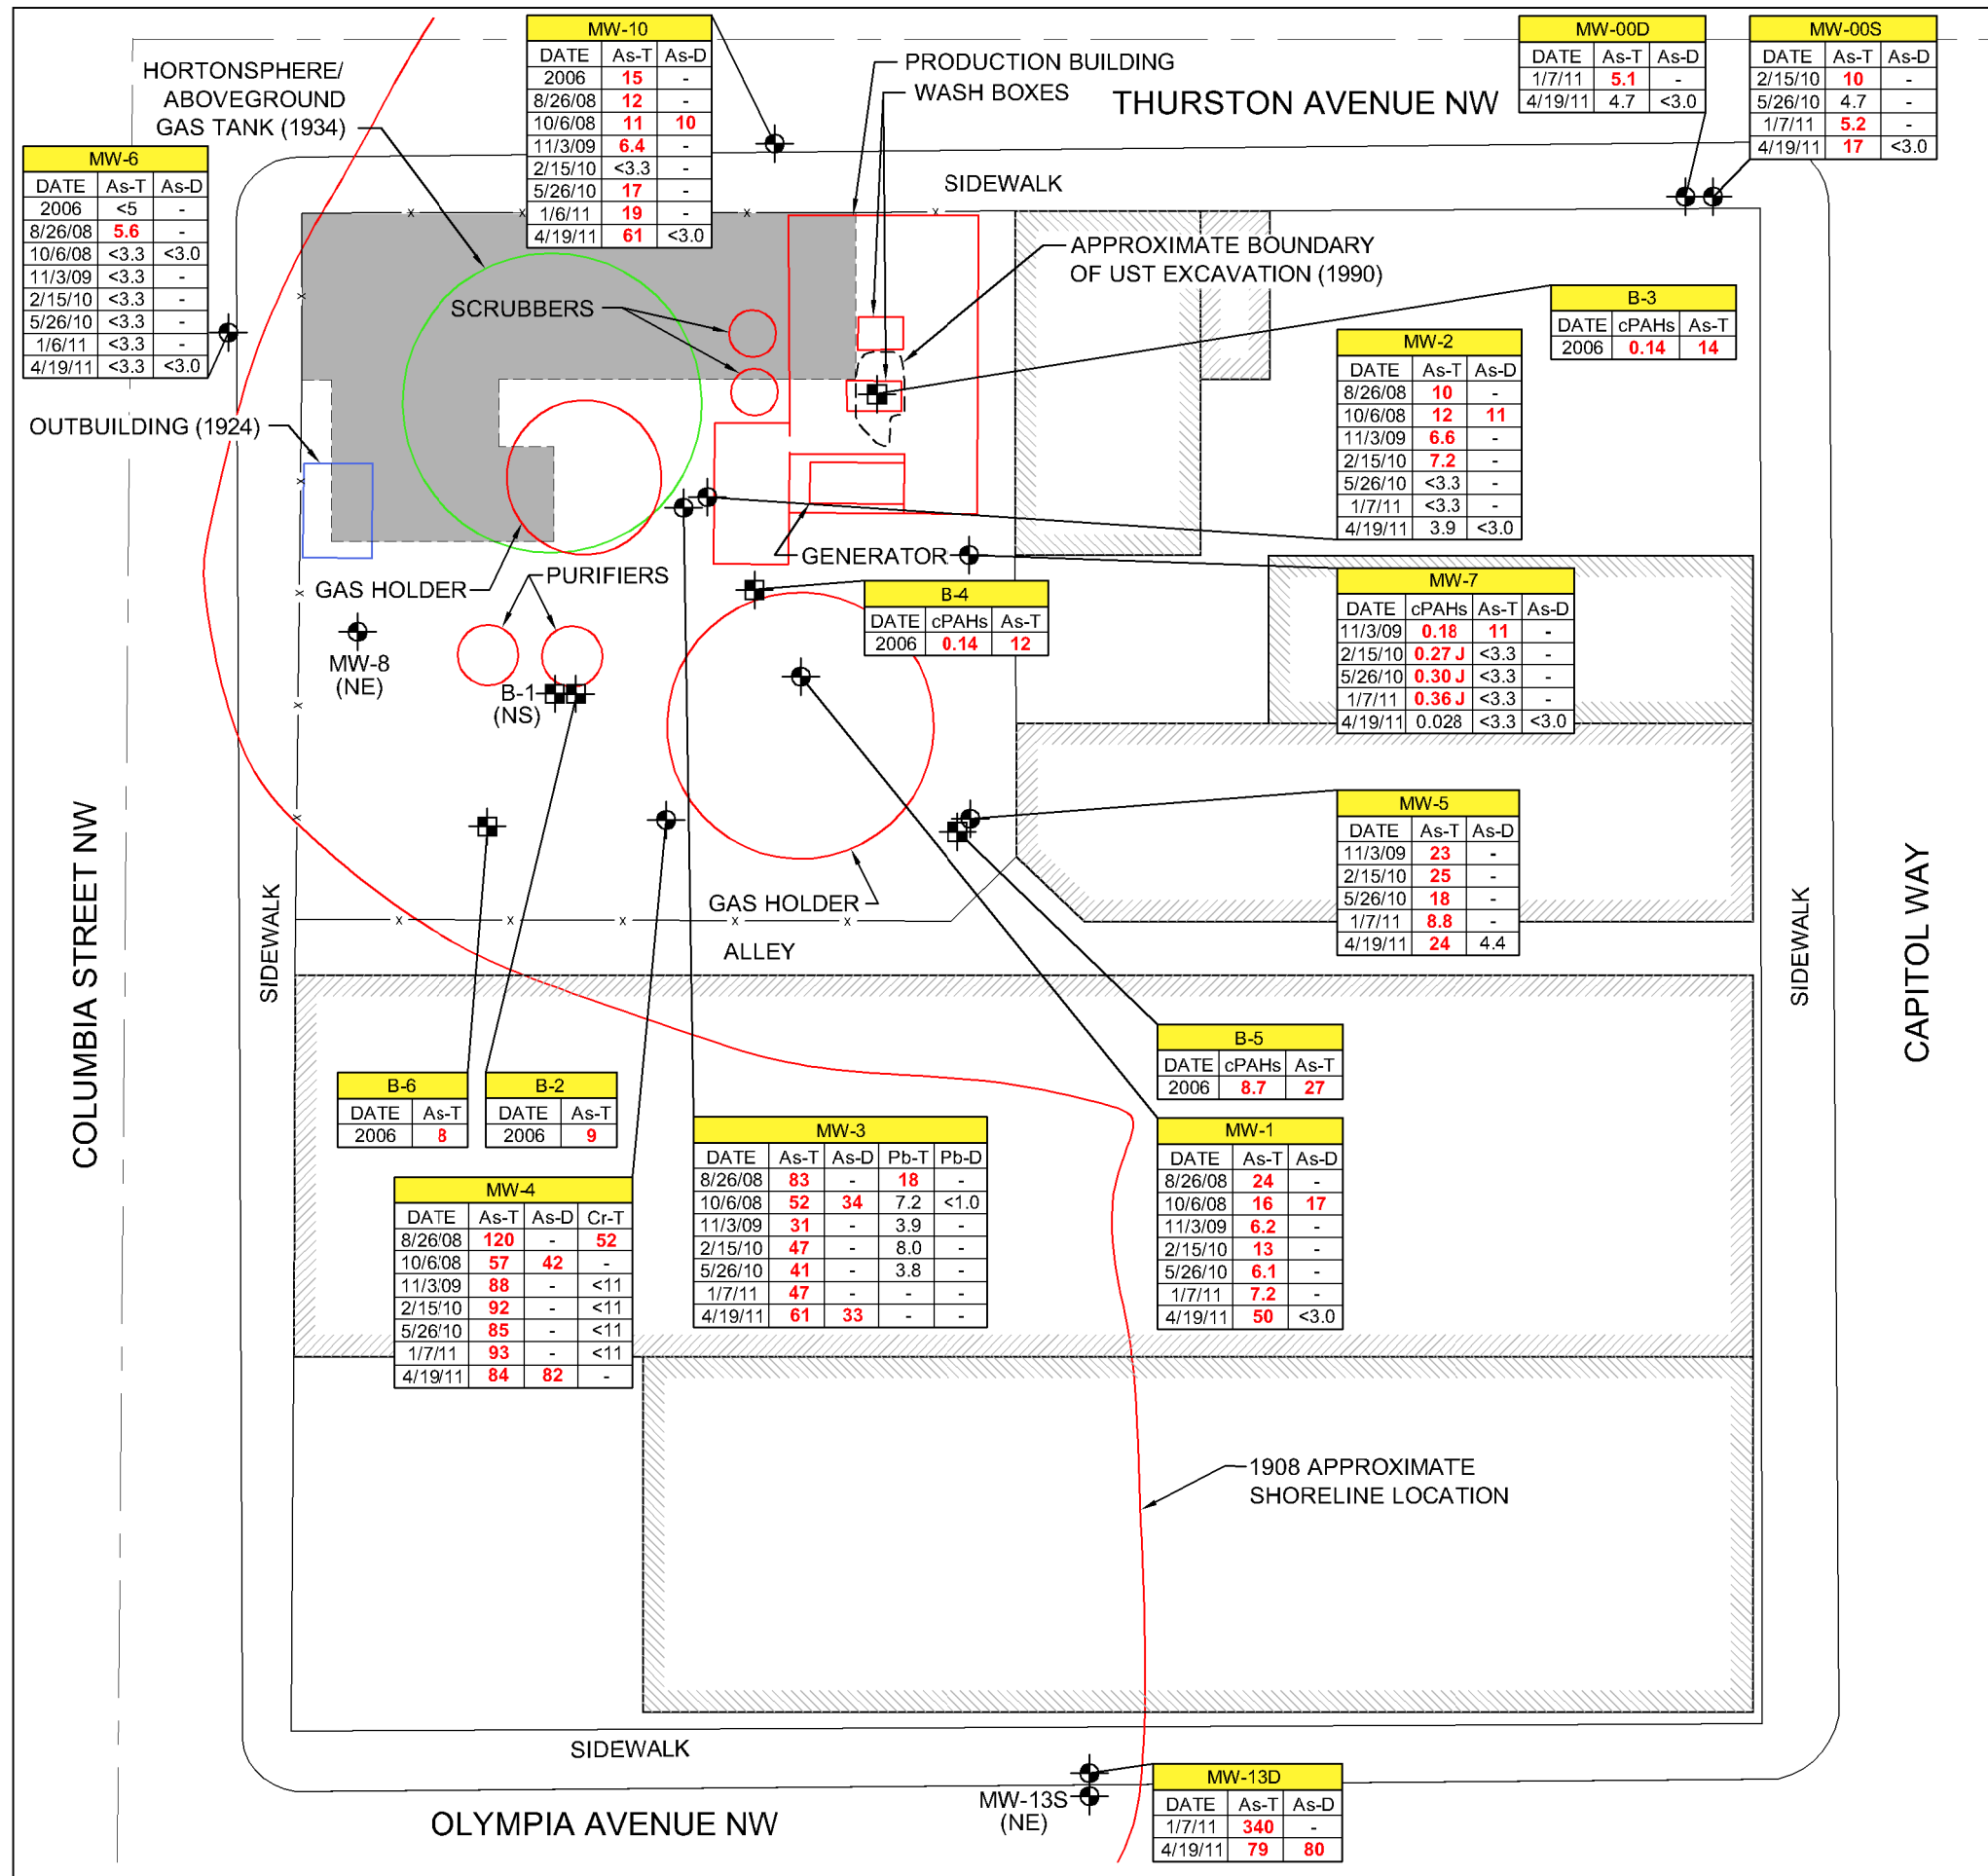 MW-10
DATE As-T As-D
2006 15 -
8/26/08 12 -
10/6/08 11 10
11/3/09 6.4 -
2/15/10 <3.3 -
5/26/10 17 -
1/6/11 19 -
4/19/11 61 <3.0
MW-00D
DATE As-T As-D
1/7/11 5.1 -
4/19/11 4.7 <3.0
MW-00S
DATE As-T As-D
2/15/10 10 -
5/26/10 4.7 -
1/7/11 5.2 -
4/19/11 17 <3.0
HORTONSPHERE/
ABOVEGROUND
GAS TANK (1934)
PRODUCTION BUILDING
WASH BOXES
THURSTON AVENUE NW
MW-6
DATE As-T As-D
2006 <5 -
8/26/08 5.6 -
10/6/08 <3.3 <3.0
11/3/09 <3.3 -
2/15/10 <3.3 -
5/26/10 <3.3 -
1/6/11 <3.3 -
4/19/11 <3.3 <3.0
SIDEWALK
APPROXIMATE BOUNDARY
OF UST EXCAVATION (1990)
SCRUBBERS
B-3
DATE cPAHs As-T
2006 0.14 14
MW-2
DATE As-T As-D
8/26/08 10 -
10/6/08 12 11
11/3/09 6.6 -
2/15/10 7.2 -
5/26/10 <3.3 -
1/7/11 <3.3 -
4/19/11 3.9 <3.0
OUTBUILDING (1924)
GENERATOR
GAS HOLDER
PURIFIERS
B-4
DATE cPAHs As-T
2006 0.14 12
MW-7
DATE cPAHs As-T As-D
11/3/09 0.18 11 -
2/15/10 0.27 J <3.3 -
5/26/10 0.30 J <3.3 -
1/7/11 0.36 J <3.3 -
4/19/11 0.028 <3.3 <3.0
MW-8
(NE)
B-1
(NS)
MW-5
DATE As-T As-D
11/3/09 23 -
2/15/10 25 -
5/26/10 18 -
1/7/11 8.8 -
4/19/11 24 4.4
COLUMBIA STREET NW
SIDEWALK
GAS HOLDER
ALLEY
SIDEWALK
CAPITOL WAY
B-5
DATE cPAHs As-T
2006 8.7 27
B-6
DATE As-T
2006 8
B-2
DATE As-T
2006 9
MW-3
DATE As-T As-D Pb-T Pb-D
8/26/08 83 - 18 -
10/6/08 52 34 7.2 <1.0
11/3/09 31 - 3.9 -
2/15/10 47 - 8.0 -
5/26/10 41 - 3.8 -
1/7/11 47 - - -
4/19/11 61 33 - -
MW-1
DATE As-T As-D
8/26/08 24 -
10/6/08 16 17
11/3/09 6.2 -
2/15/10 13 -
5/26/10 6.1 -
1/7/11 7.2 -
4/19/11 50 <3.0
MW-4
DATE As-T As-D Cr-T
8/26/08 120 - 52
10/6/08 57 42 -
11/3/09 88 - <11
2/15/10 92 - <11
5/26/10 85 - <11
1/7/11 93 - <11
4/19/11 84 82 -
1908 APPROXIMATE
SHORELINE LOCATION
SIDEWALK
OLYMPIA AVENUE NW
MW-13S
(NE)
MW-13D
DATE As-T As-D
1/7/11 340 -
4/19/11 79 80